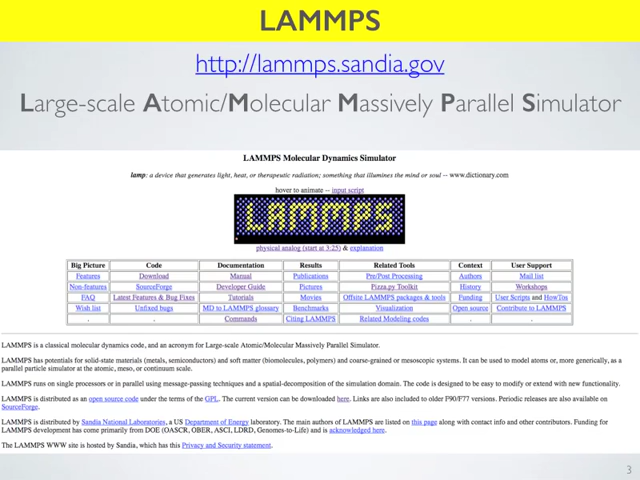 LAMMPS
http://lammps.sandia.gov
Large-scale Atomic/Molecular Massively Parallel Simulator
LAMMPS Molecular Dynamics Simulator
lamp: a device that generates light, heat, or therapeutic radiation; something that illumines the mind or soul -- www.dictionary.com
hover to animate -- input script
LAMMPS
physical analog (start at 3:25) & explanation
Big Picture Code Documentation Results Related Tools Context User Support
Features Download Manual Publications Pre/Post Processing Authors Mail list
Non-features SourceForge Developer Guide Pictures Pizza.py Toolkit History Workshops
FAQ Latest Features & Bug Fixes Tutorials Movies Offsite LAMMPS packages & tools Funding User Scripts and HowTos
Wish list Unfixed bugs MD to LAMMPS glossary Benchmarks Visualization Open source Contribute to LAMMPS
. . Commands Citing LAMMPS Related Modeling codes . .
LAMMPS is a classical molecular dynamics code, and an acronym for Large-scale Atomic/Molecular Massively Parallel Simulator.
LAMMPS has potentials for solid-state materials (metals, semiconductors) and soft matter (biomolecules, polymers) and coarse-grained or mesoscopic systems. It can be used to model atoms or, more generically, as a
parallel particle simulator at the atomic, meso, or continuum scale.
LAMMPS runs on single processors or in parallel using message-passing techniques and a spatial-decomposition of the simulation domain. The code is designed to be easy to modify or extend with new functionality.
LAMMPS is distributed as an open source code under the terms of the GPL. The current version can be downloaded here. Links are also included to older F90/F77 versions. Periodic releases are also available on
SourceForge.
LAMMPS is distributed by Sandia National Laboratories, a US Department of Energy laboratory. The main authors of LAMMPS are listed on this page along with contact info and other contributors. Funding for
LAMMPS development has come primarily from DOE (OASCR, OBER, ASCI, LDRD, Genomes-to-Life) and is acknowledged here.
The LAMMPS WWW site is hosted by Sandia, which has this Privacy and Security statement.
3